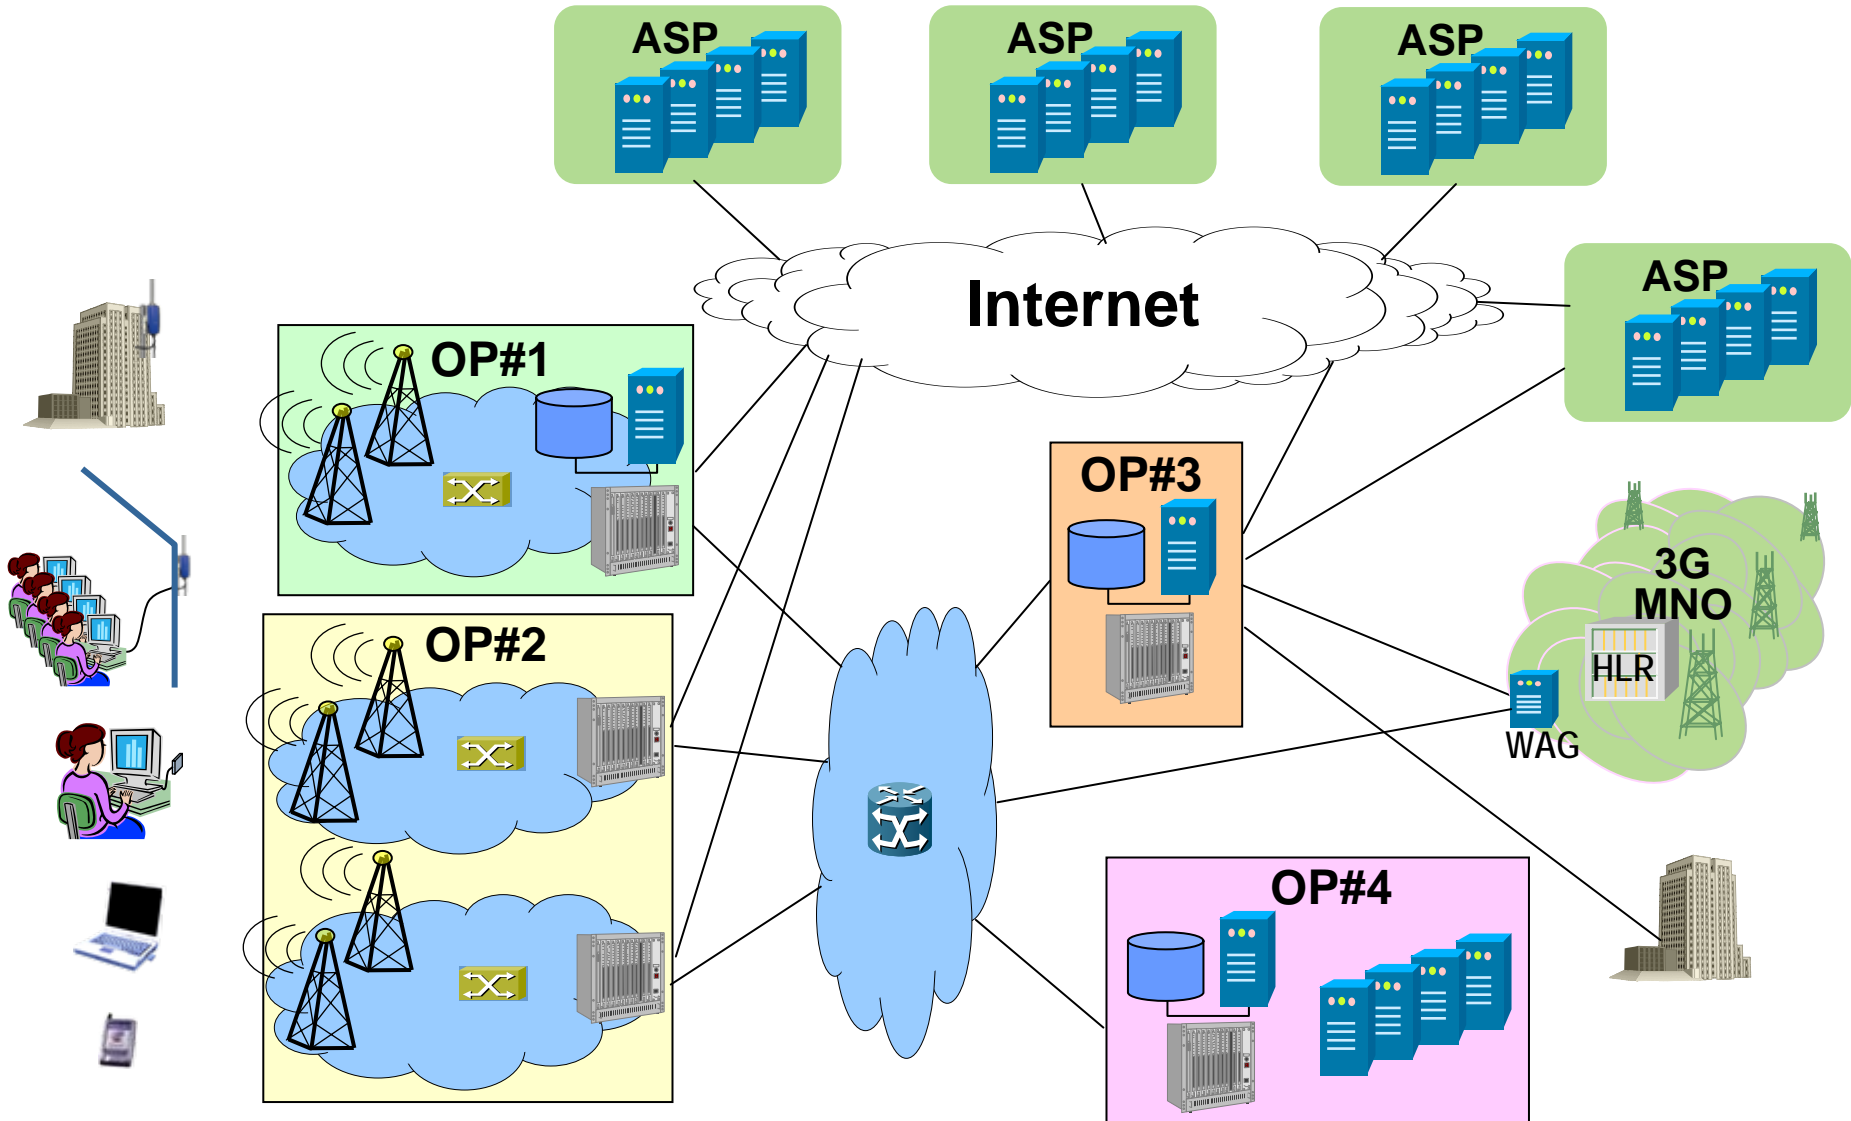 ASP
ASP
ASP
Internet
ASP
OP#1
OP#3
3G
MNO
HLR
WAG
OP#2
OP#4